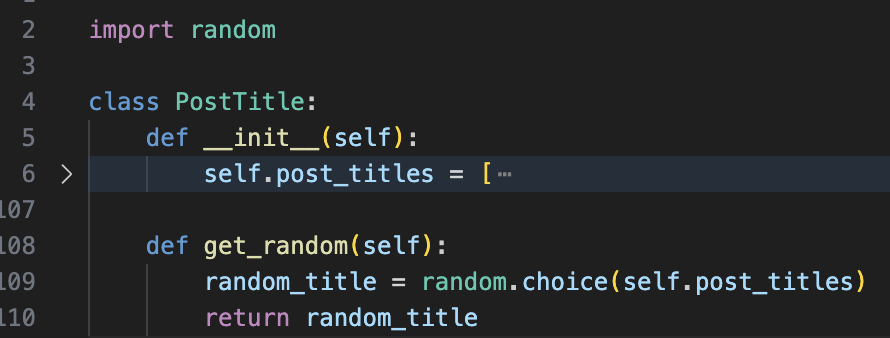 2 import random
3
4 class PostTitle:
5 def __init__(self):
6 > self.post_titles = [⋯
107
108 def get_random(self):
109 random_title = random.choice(self.post_titles)
110 return random_title